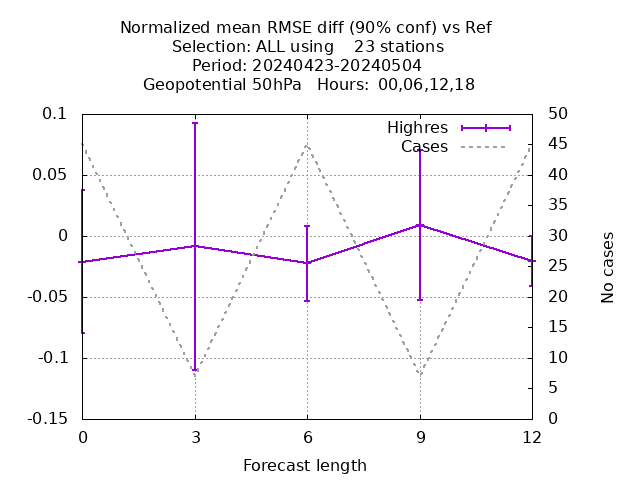 Normalized mean RMSE diff (90% conf) vs Ref
Selection: ALL using    23 stations
Period: 20240423-20240504
Geopotential 50hPa   Hours:  00,06,12,18
0.1
0.05
0
-0.05
-0.1
-0.15
50
45
40
35
30
25
20
15
10
5
0
Highres
Cases
No cases
0 3 6 9 12
Forecast length